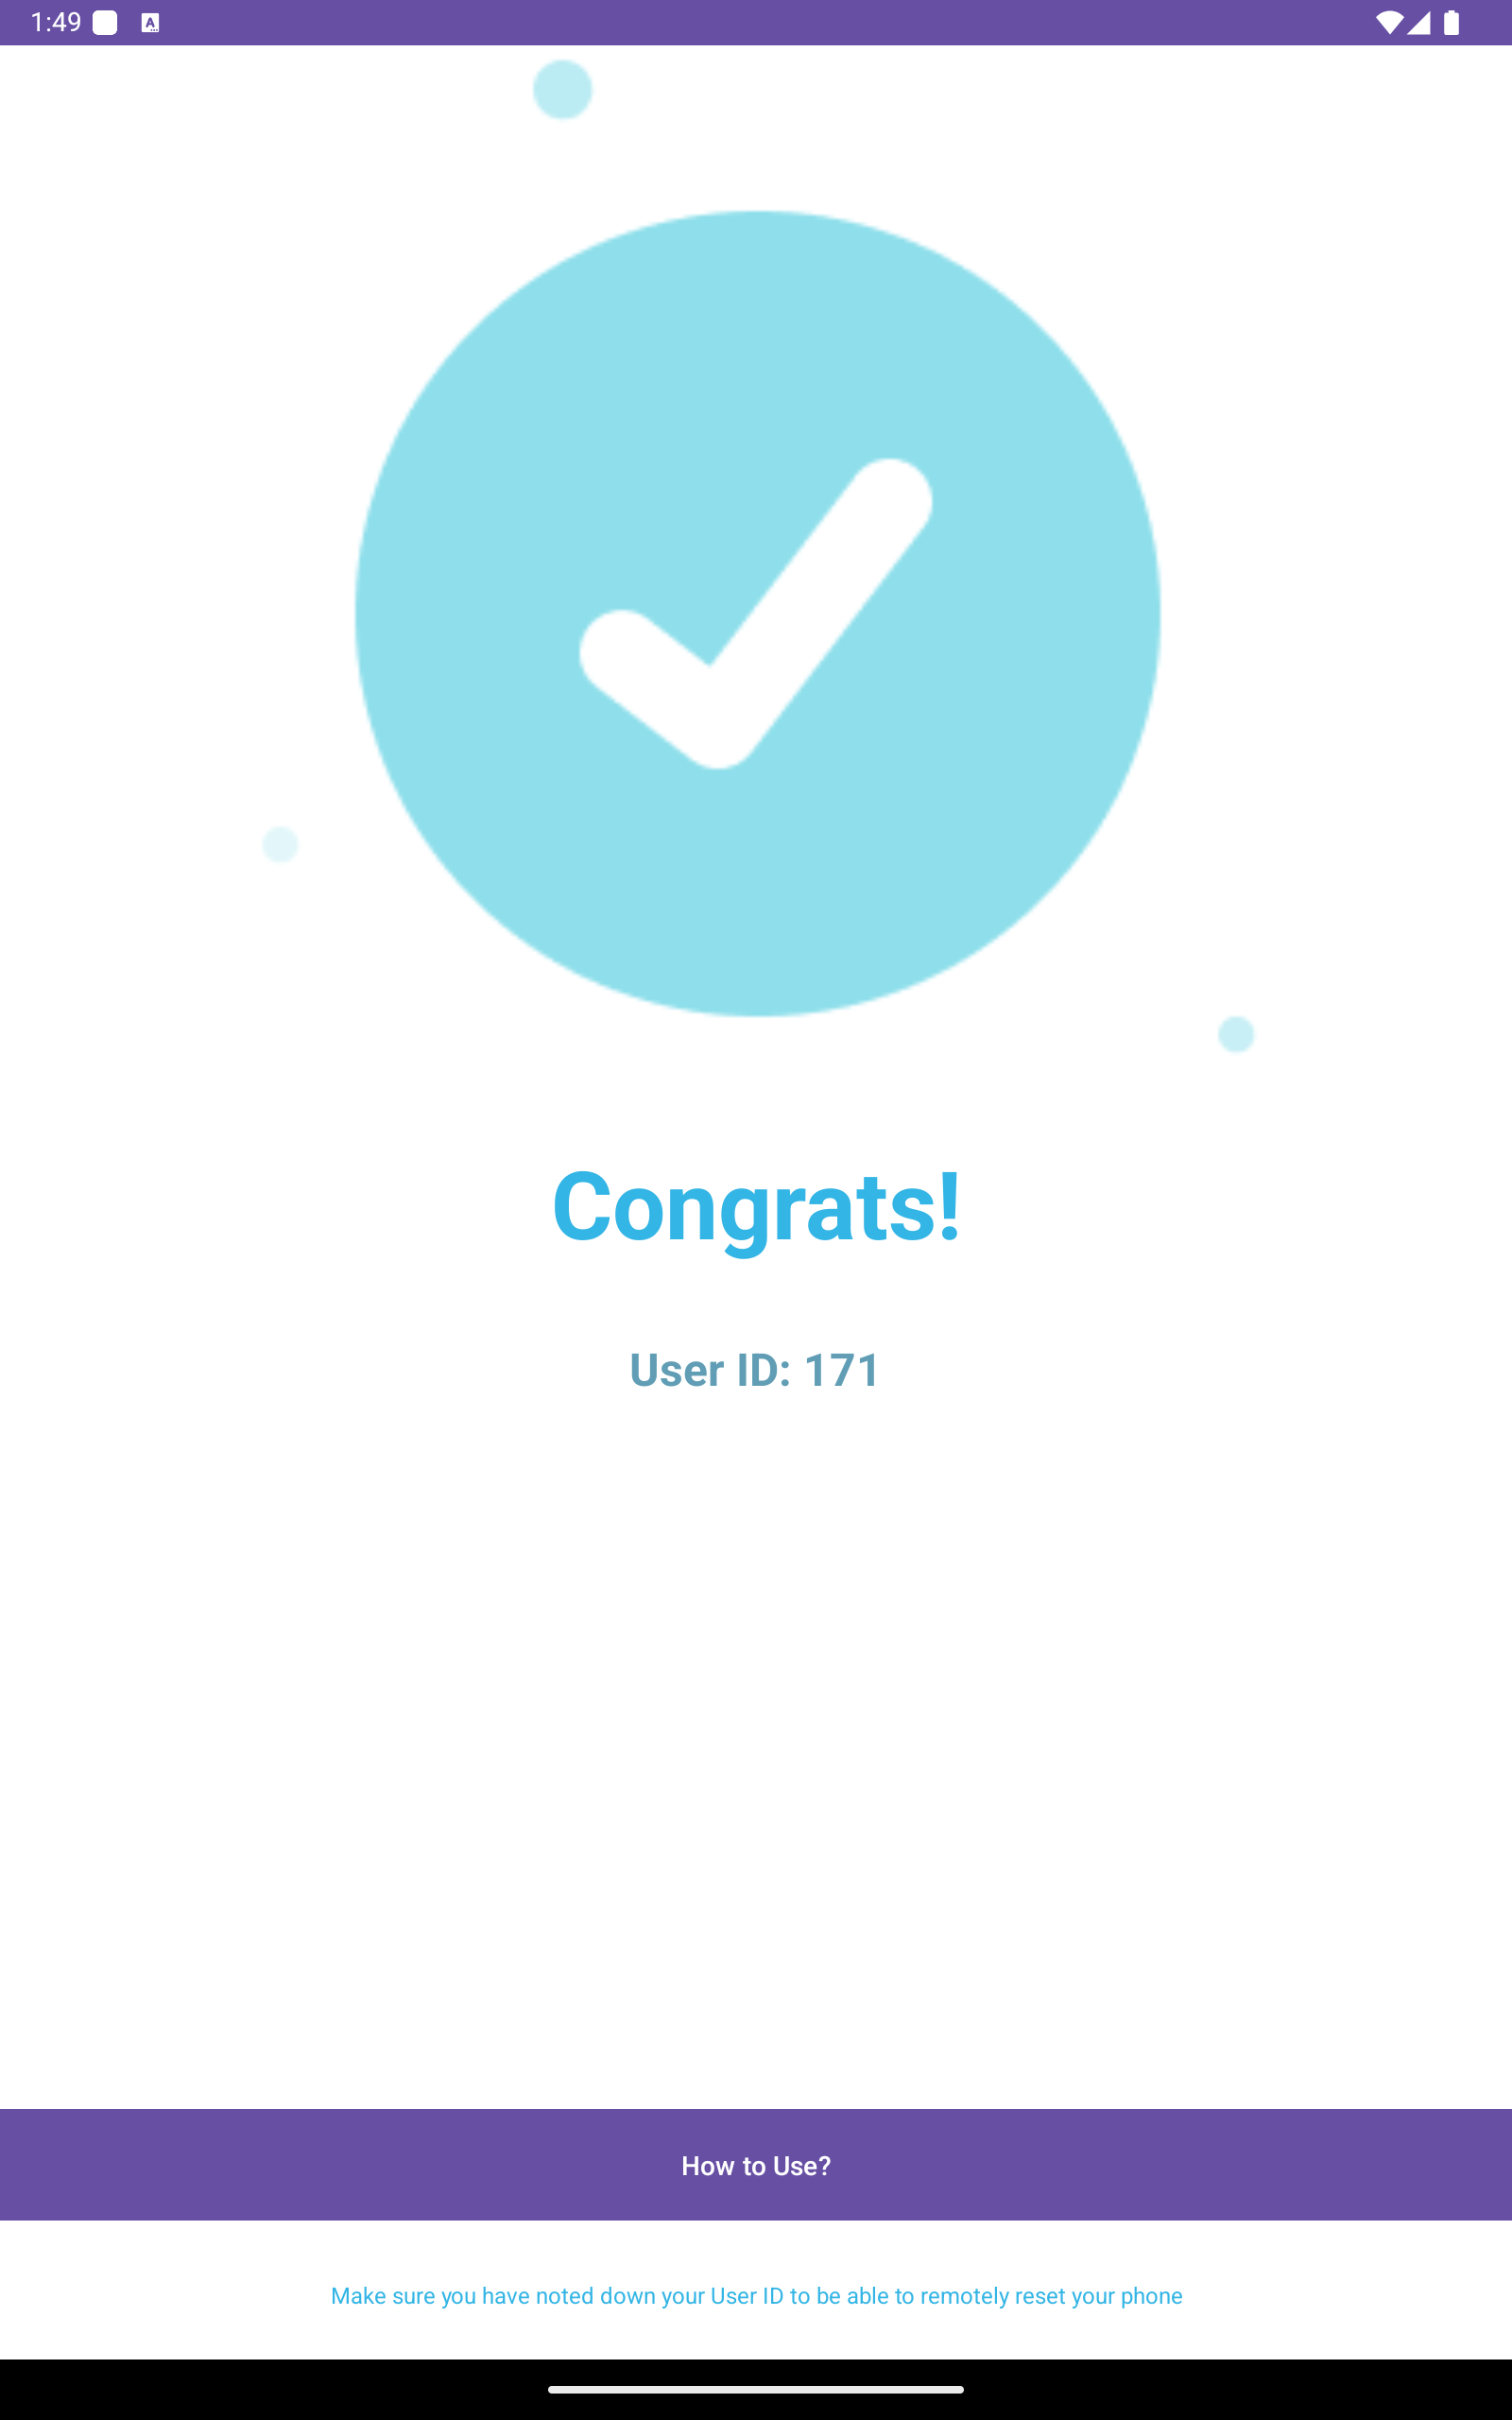 1:49
Congrats!
User ID: 171
How to Use?
Make sure you have noted down your User ID to be able to remotely reset your phone